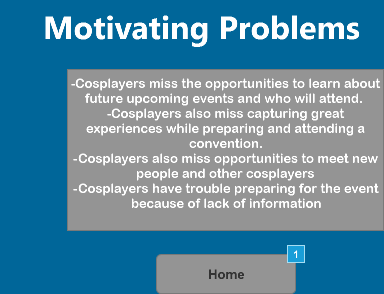 Motivating Problems
-Cosplayers miss the opportunities to learn about
future upcoming events and who will attend.
-Cosplayers also miss capturing great
experiences while preparing and attending a
convention.
-Cosplayers also miss opportunities to meet new
people and other cosplayers
-Cosplayers have trouble preparing for the event
because of lack of information
1
Home